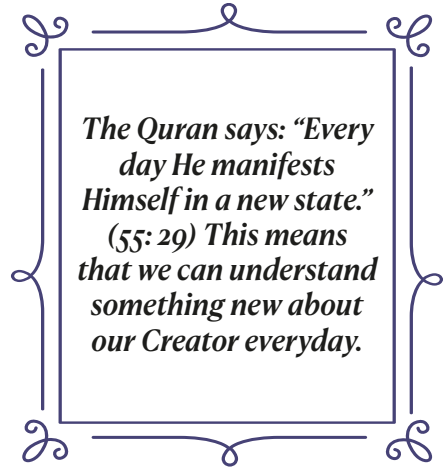 The Quran says: “Every
day He manifests
Himself in a new state.”
(55: 29) This means
that we can understand
something new about
our Creator everyday.